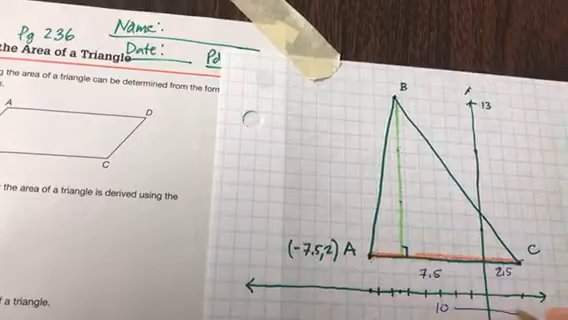 Pg 236
Name:
Date:
Pd
the Area of a Triangle
g the area of a triangle can be determined from the form
A
D
C
the area of a triangle is derived using the
f a triangle.
B
13
(-7.5,2) A
C
7.5
2.5
10